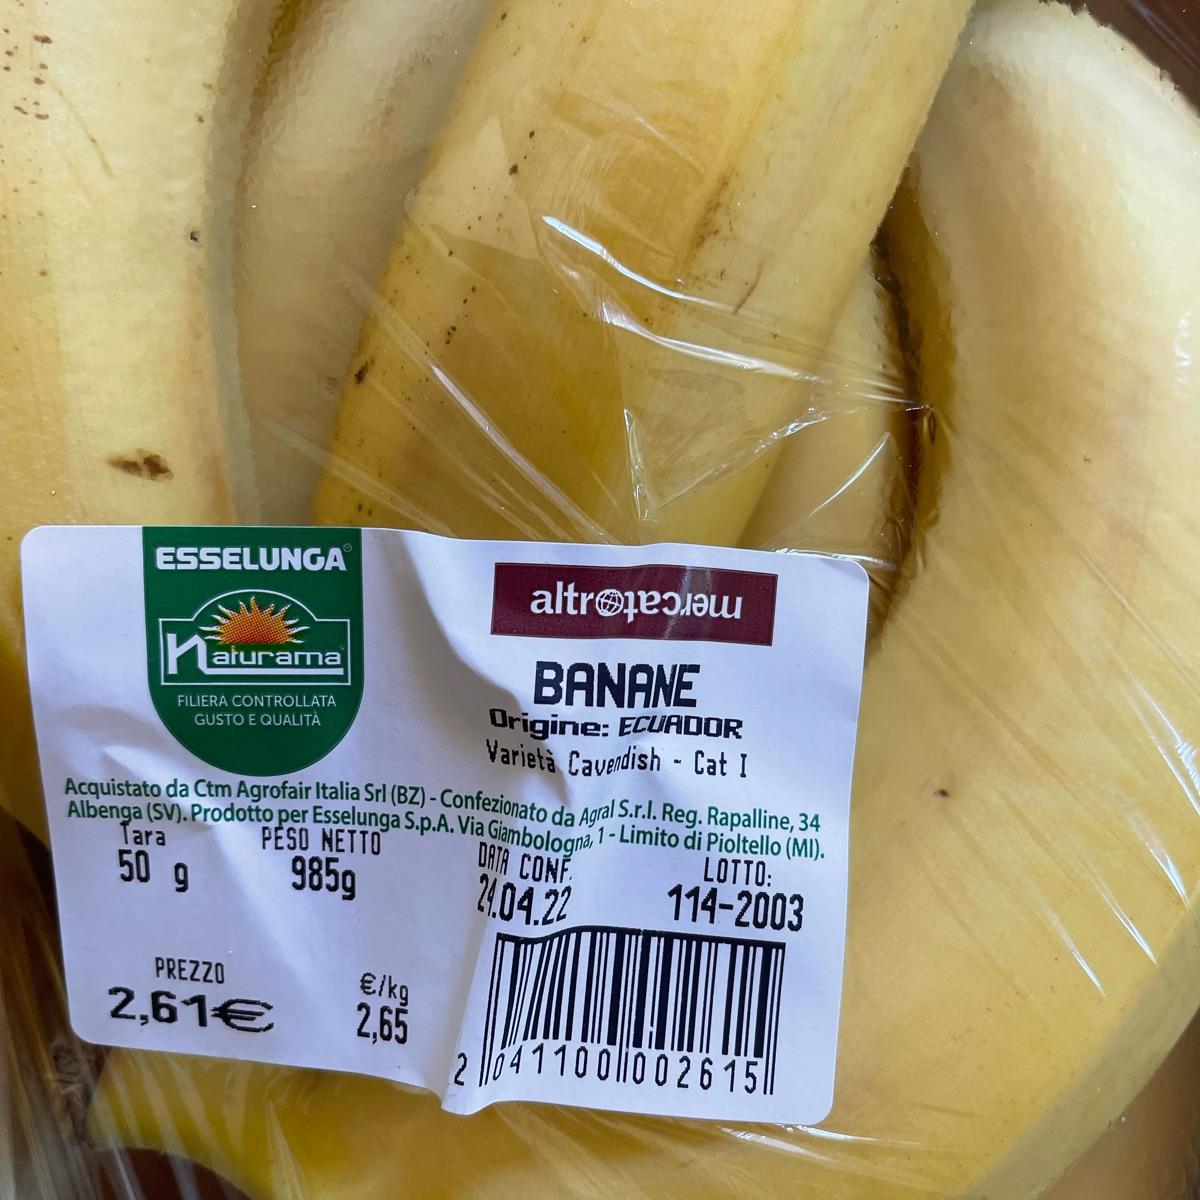 ESSELUNGA®
Naturama
FILIERA CONTROLLATA
GUSTO E QUALITÀ
altromercato
BANANE
Origine: ECUADOR
Varietà Cavendish - Cat I
Acquistato da Ctm Agrofair Italia Srl (BZ) - Confezionato da Agral S.r.l. Reg. Rapalline, 34
Albenga (SV). Prodotto per Esselunga S.p.A. Via Giambologna, 1 - Limito di Pioltello (MI).
Tara
50 g
PESO NETTO
985g
DATA CONF.
24.04.22
LOTTO:
114-2003
PREZZO
2,61€
€/kg
2,65
2 041100 002615